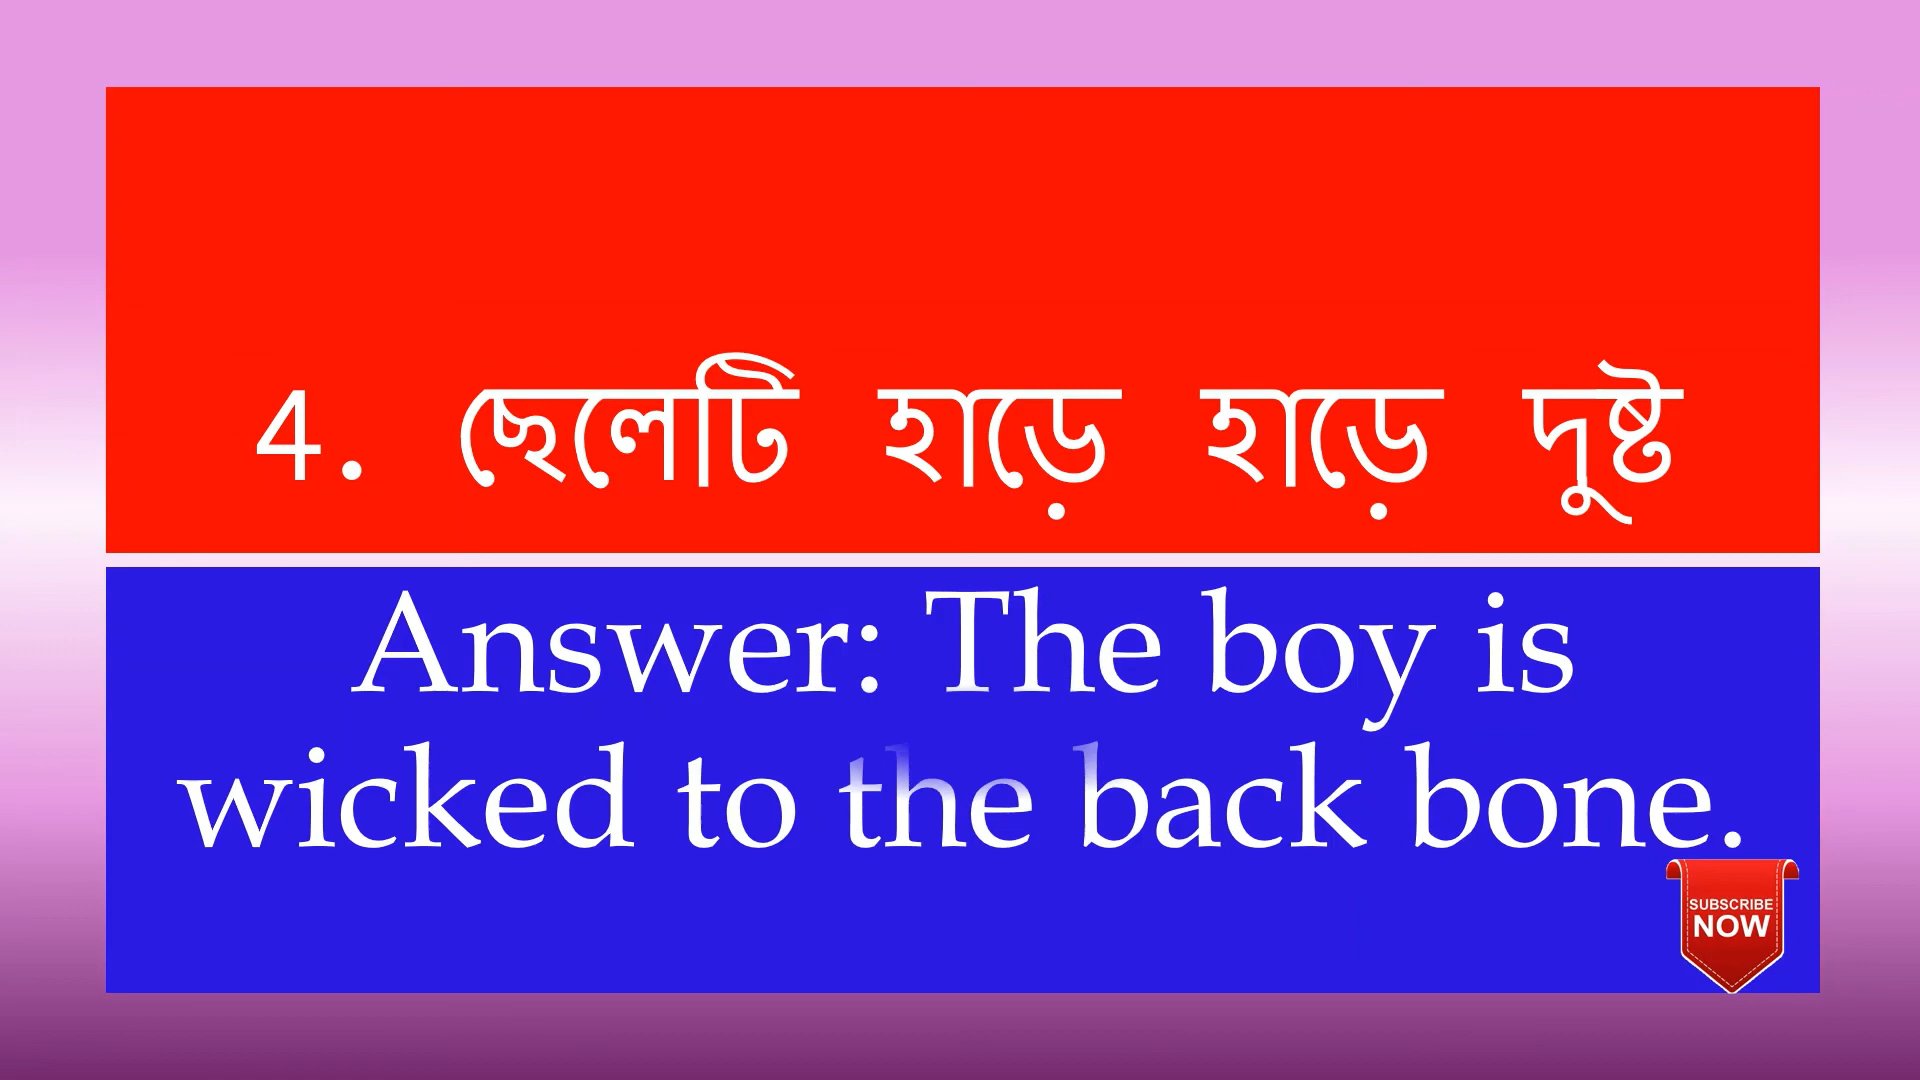 4. ছেলেটি হাড়ে হাড়ে দুষ্ট
Answer: The boy is
wicked to the back bone.
SUBSCRIBE
NOW